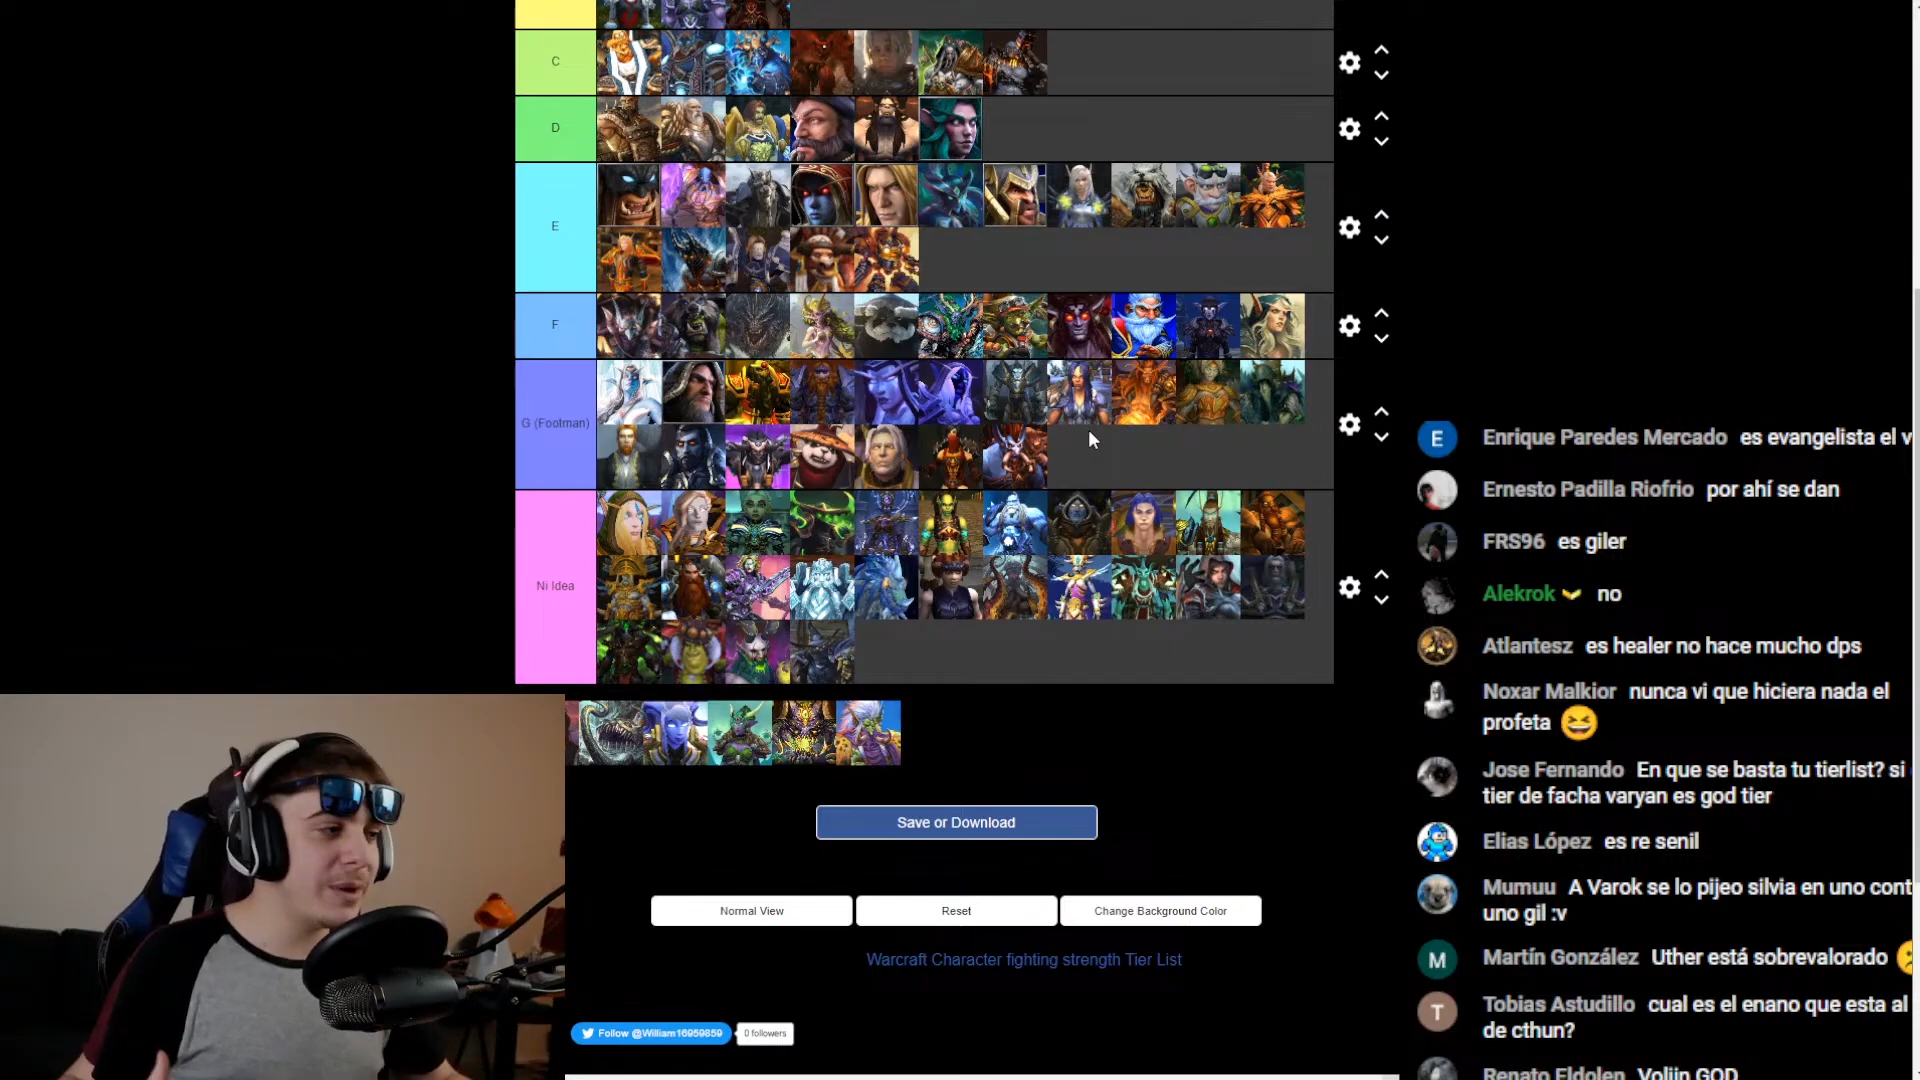 C
D
E
F
G (Footman)
Ni Idea
Save or Download
Normal View
Reset
Change Background Color
Warcraft Character fighting strength Tier List
Follow @William16959859
0 followers
E
Enrique Paredes Mercado es evangelista el v
Ernesto Padilla Riofrio por ahí se dan
FRS96 es giler
Alekrok no
Atlantesz es healer no hace mucho dps
Noxar Malkior nunca vi que hiciera nada el
profeta
Jose Fernando En que se basta tu tierlist? si
tier de facha varyan es god tier
Elias López es re senil
Mumuu A Varok se lo pijeo silvia en uno cont
uno gil :v
M
Martín González Uther está sobrevalorado
T
Tobias Astudillo cual es el enano que esta al
de cthun?
Renato Eldolen Voljin GOD